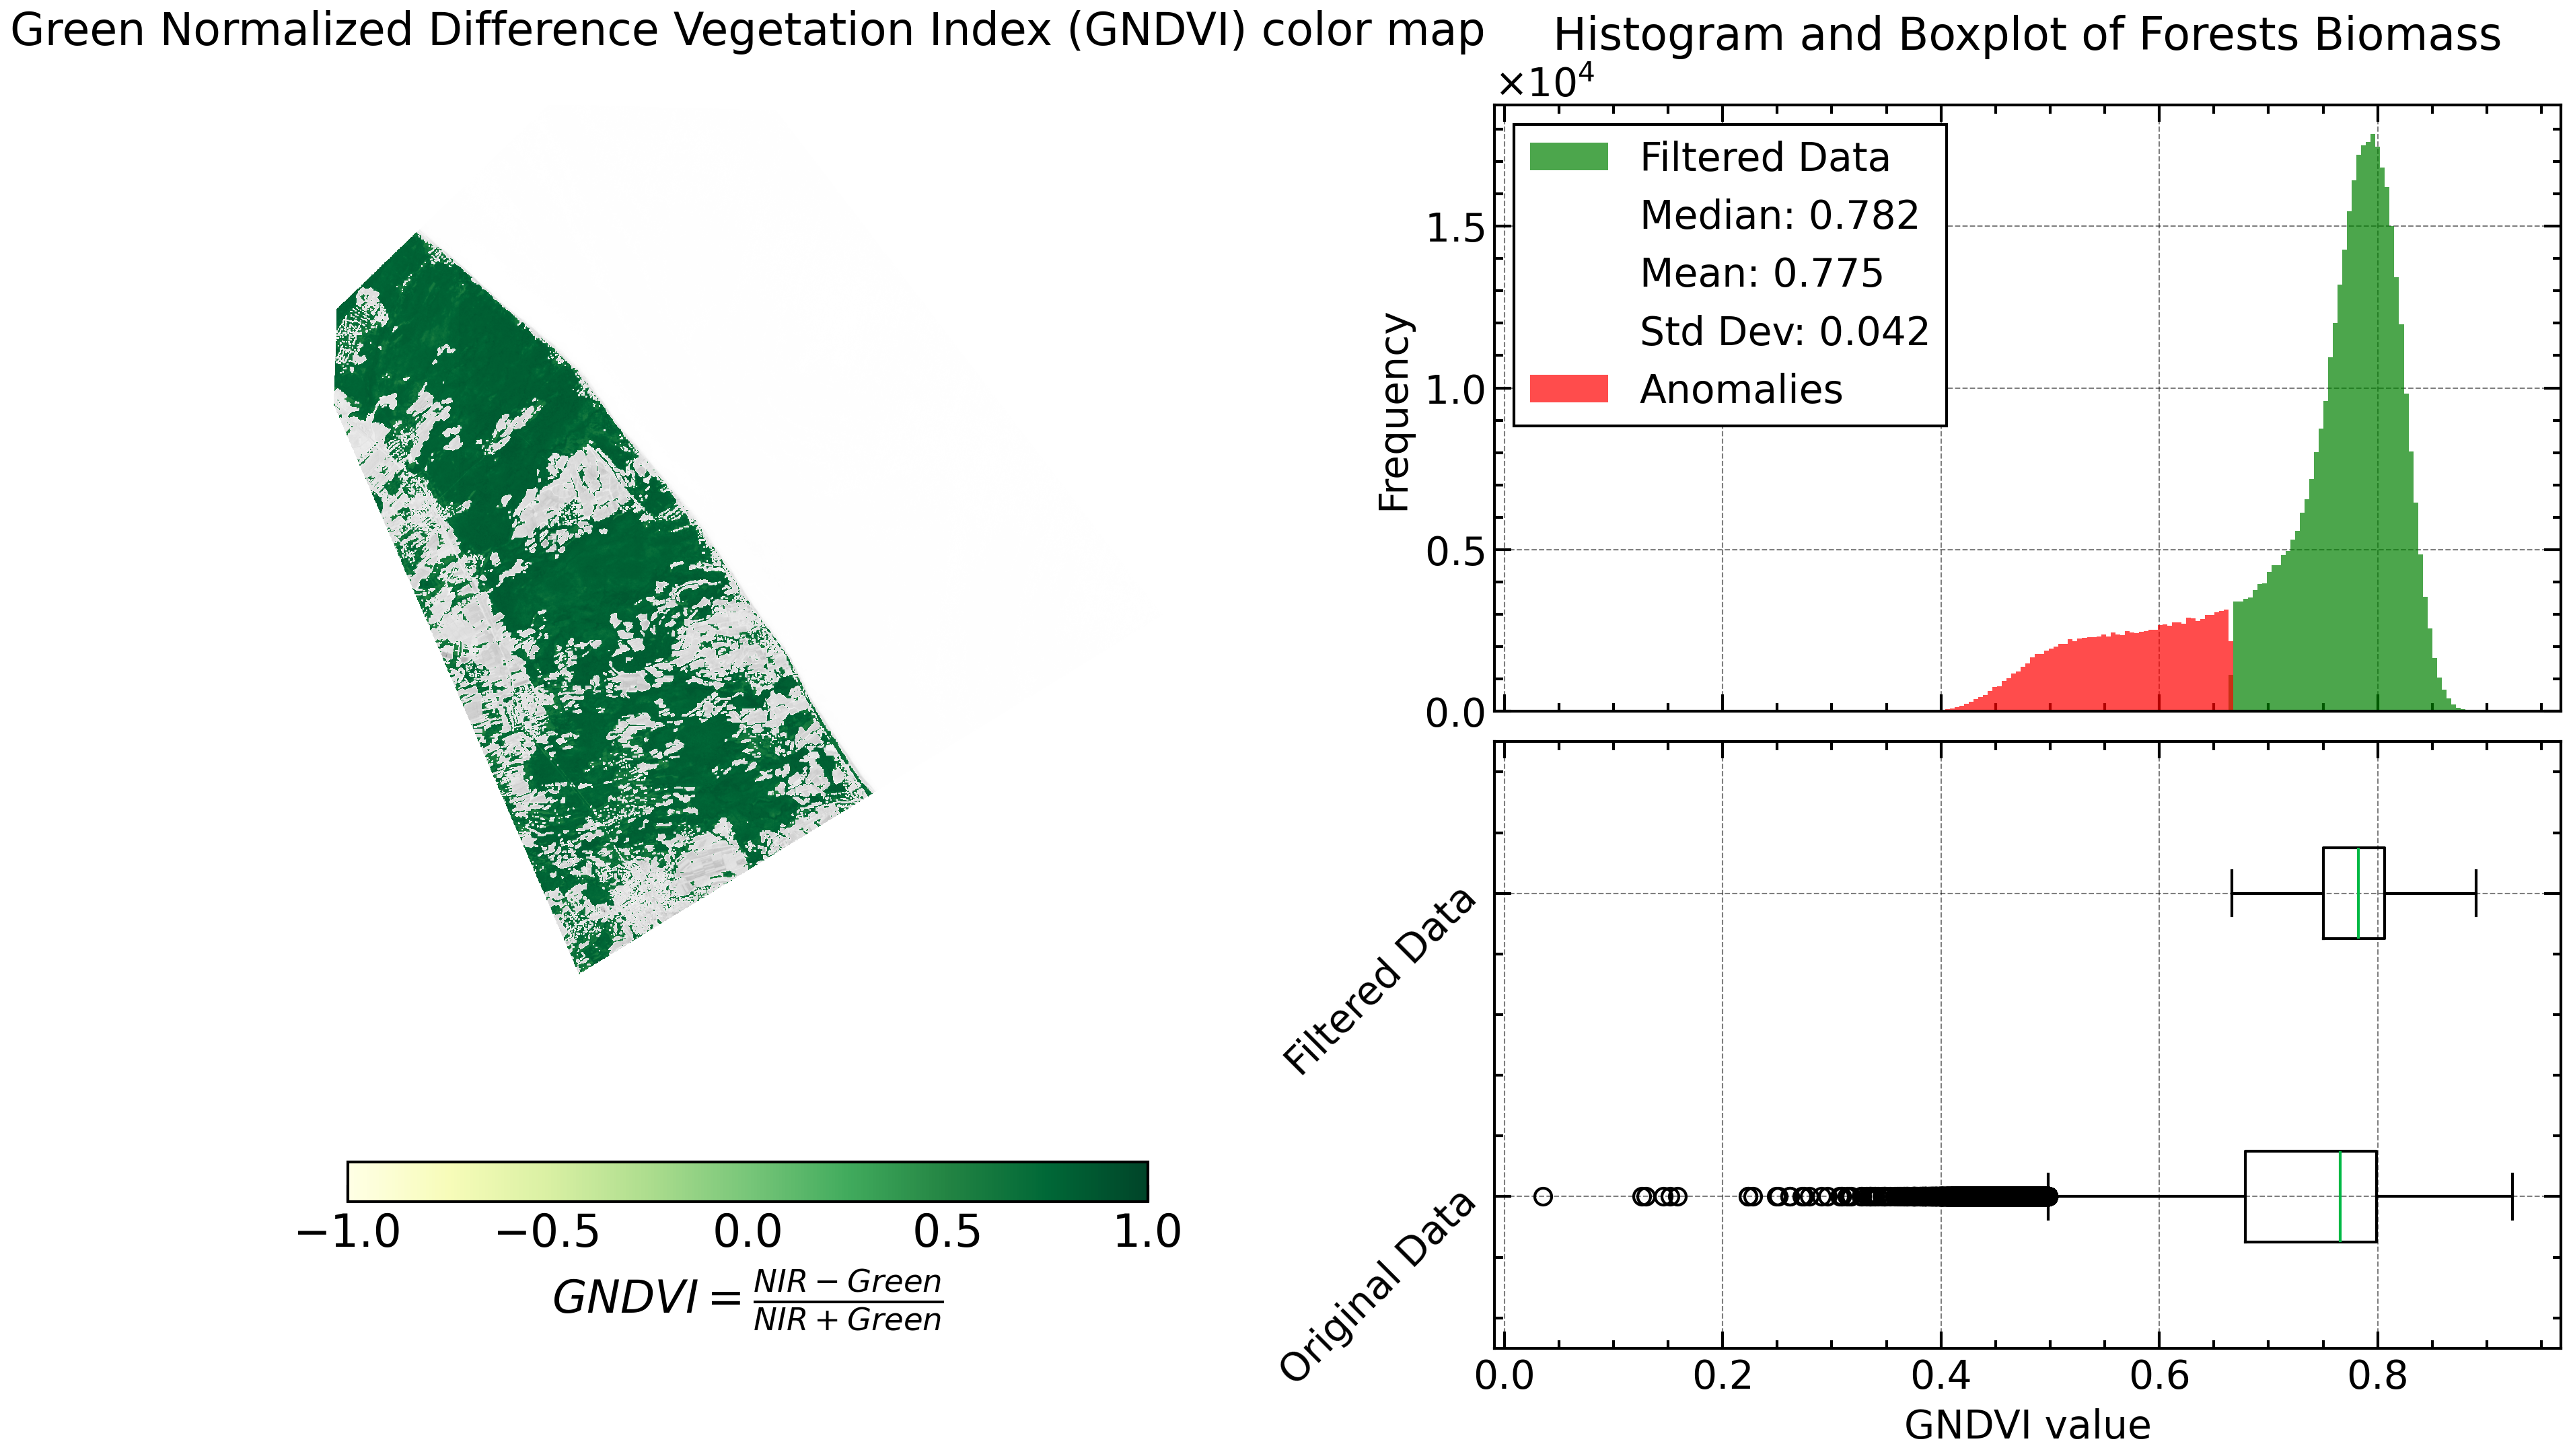 Green Normalized Difference Vegetation Index (GNDVI) color map
−1.0 −0.5 0.0 0.5 1.0
GNDVI = \frac{NIR − Green}{NIR + Green}
Histogram and Boxplot of Forests Biomass
×10⁴
Filtered Data
Median: 0.782
Mean: 0.775
Std Dev: 0.042
Anomalies
Frequency
1.5
1.0
0.5
0.0
Filtered Data
Original Data
0.0 0.2 0.4 0.6 0.8
GNDVI value